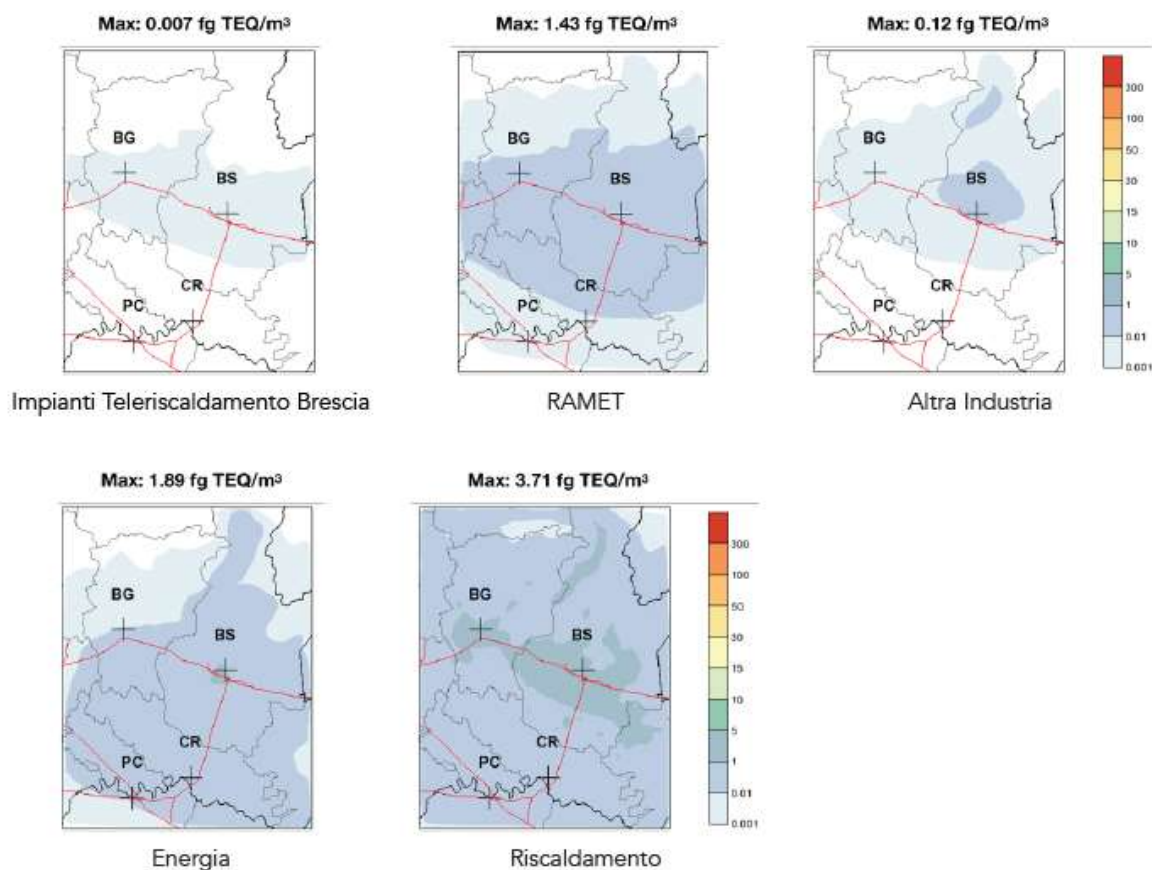 Max: 0.007 fg TEQ/m³
Max: 1.43 fg TEQ/m³
Max: 0.12 fg TEQ/m³
BG
BS
CR
PC
BG
BS
CR
PC
BG
BS
CR
PC
300
100
50
30
15
10
5
1
0.01
0.001
Impianti Teleriscaldamento Brescia
RAMET
Altra Industria
Max: 1.89 fg TEQ/m³
Max: 3.71 fg TEQ/m³
BG
BS
CR
PC
BG
BS
CR
PC
300
100
50
30
15
10
5
1
0.01
0.001
Energia
Riscaldamento